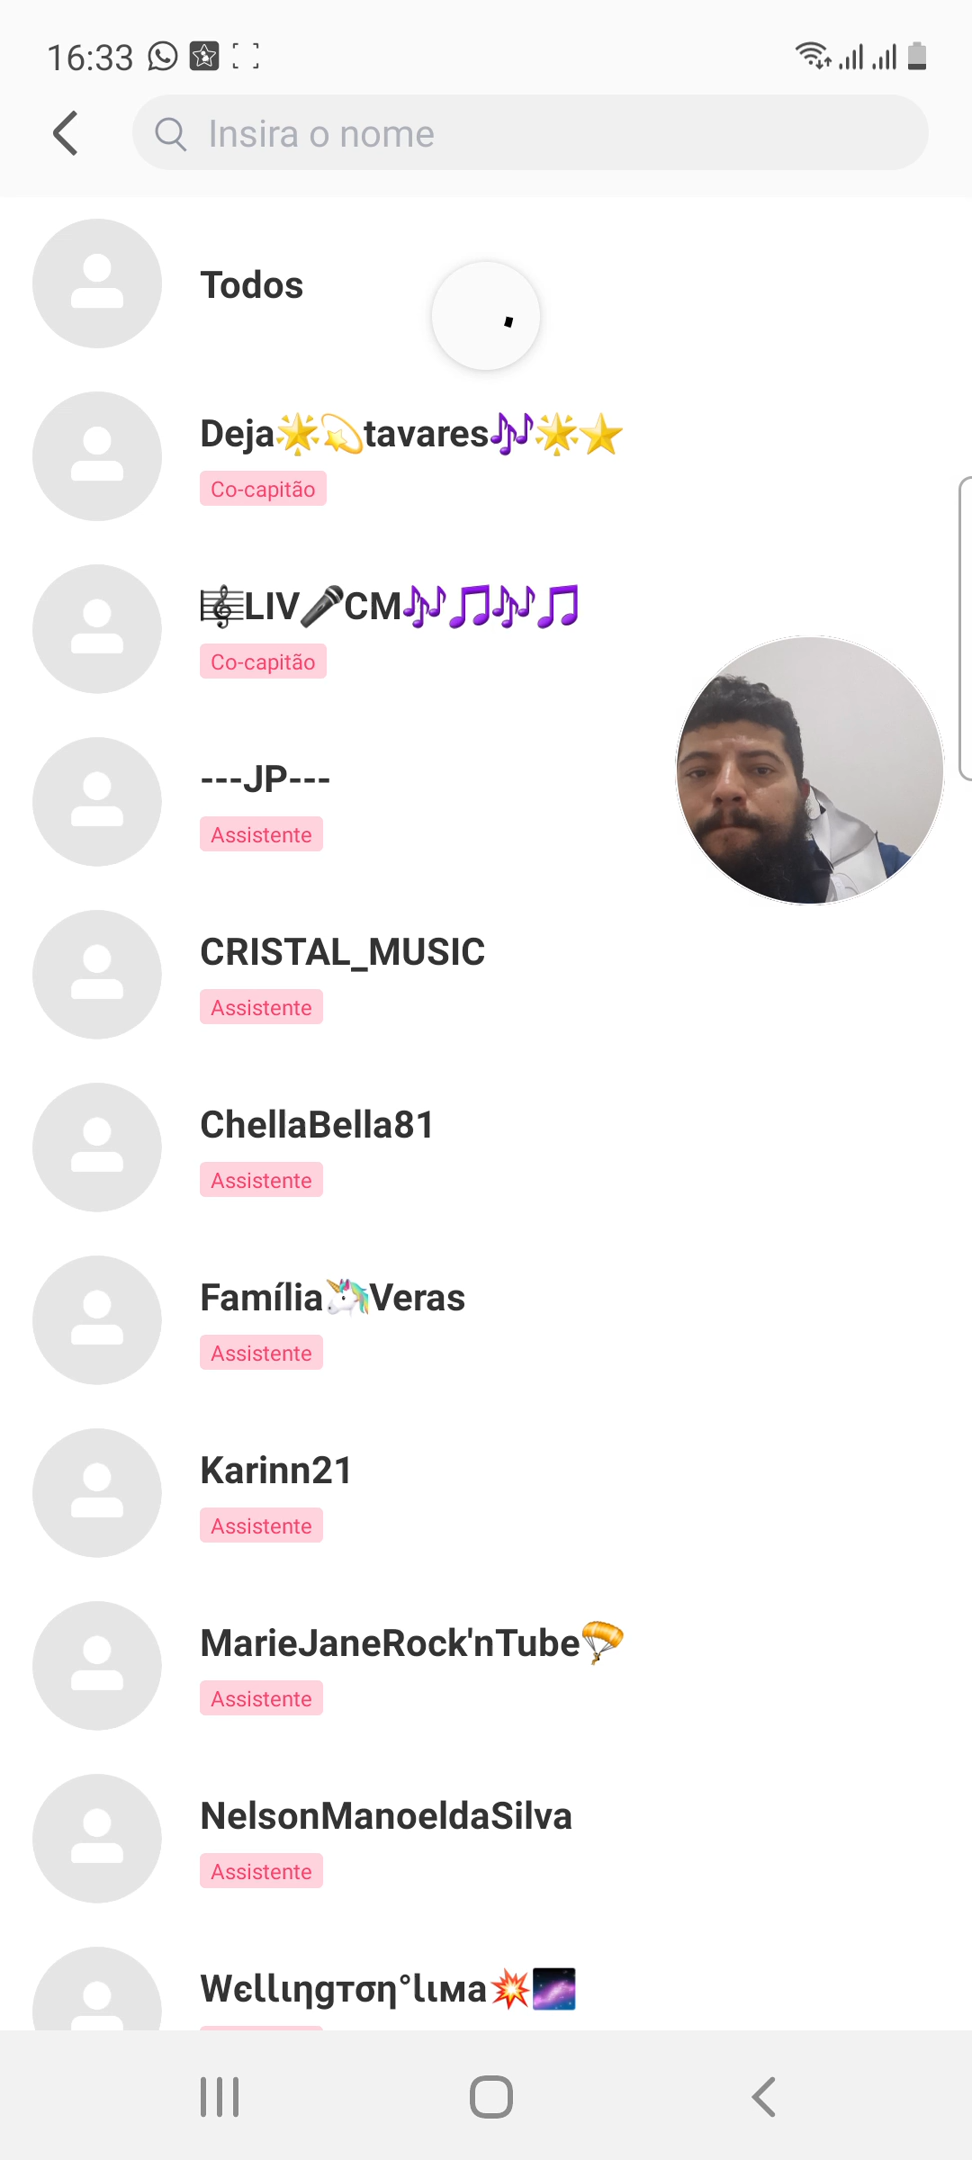 16:33
Insira o nome
Todos
Deja🌟💫tavares🎶🌟⭐
Co-capitão
🎼LIV🎤CM🎶🎵🎶🎵
Co-capitão
---JP---
Assistente
CRISTAL_MUSIC
Assistente
ChellaBella81
Assistente
Família🦄Veras
Assistente
Karinn21
Assistente
MarieJaneRock'nTube🪂
Assistente
NelsonManoeldaSilva
Assistente
Wєllιηgтση°lιмa💥🌌